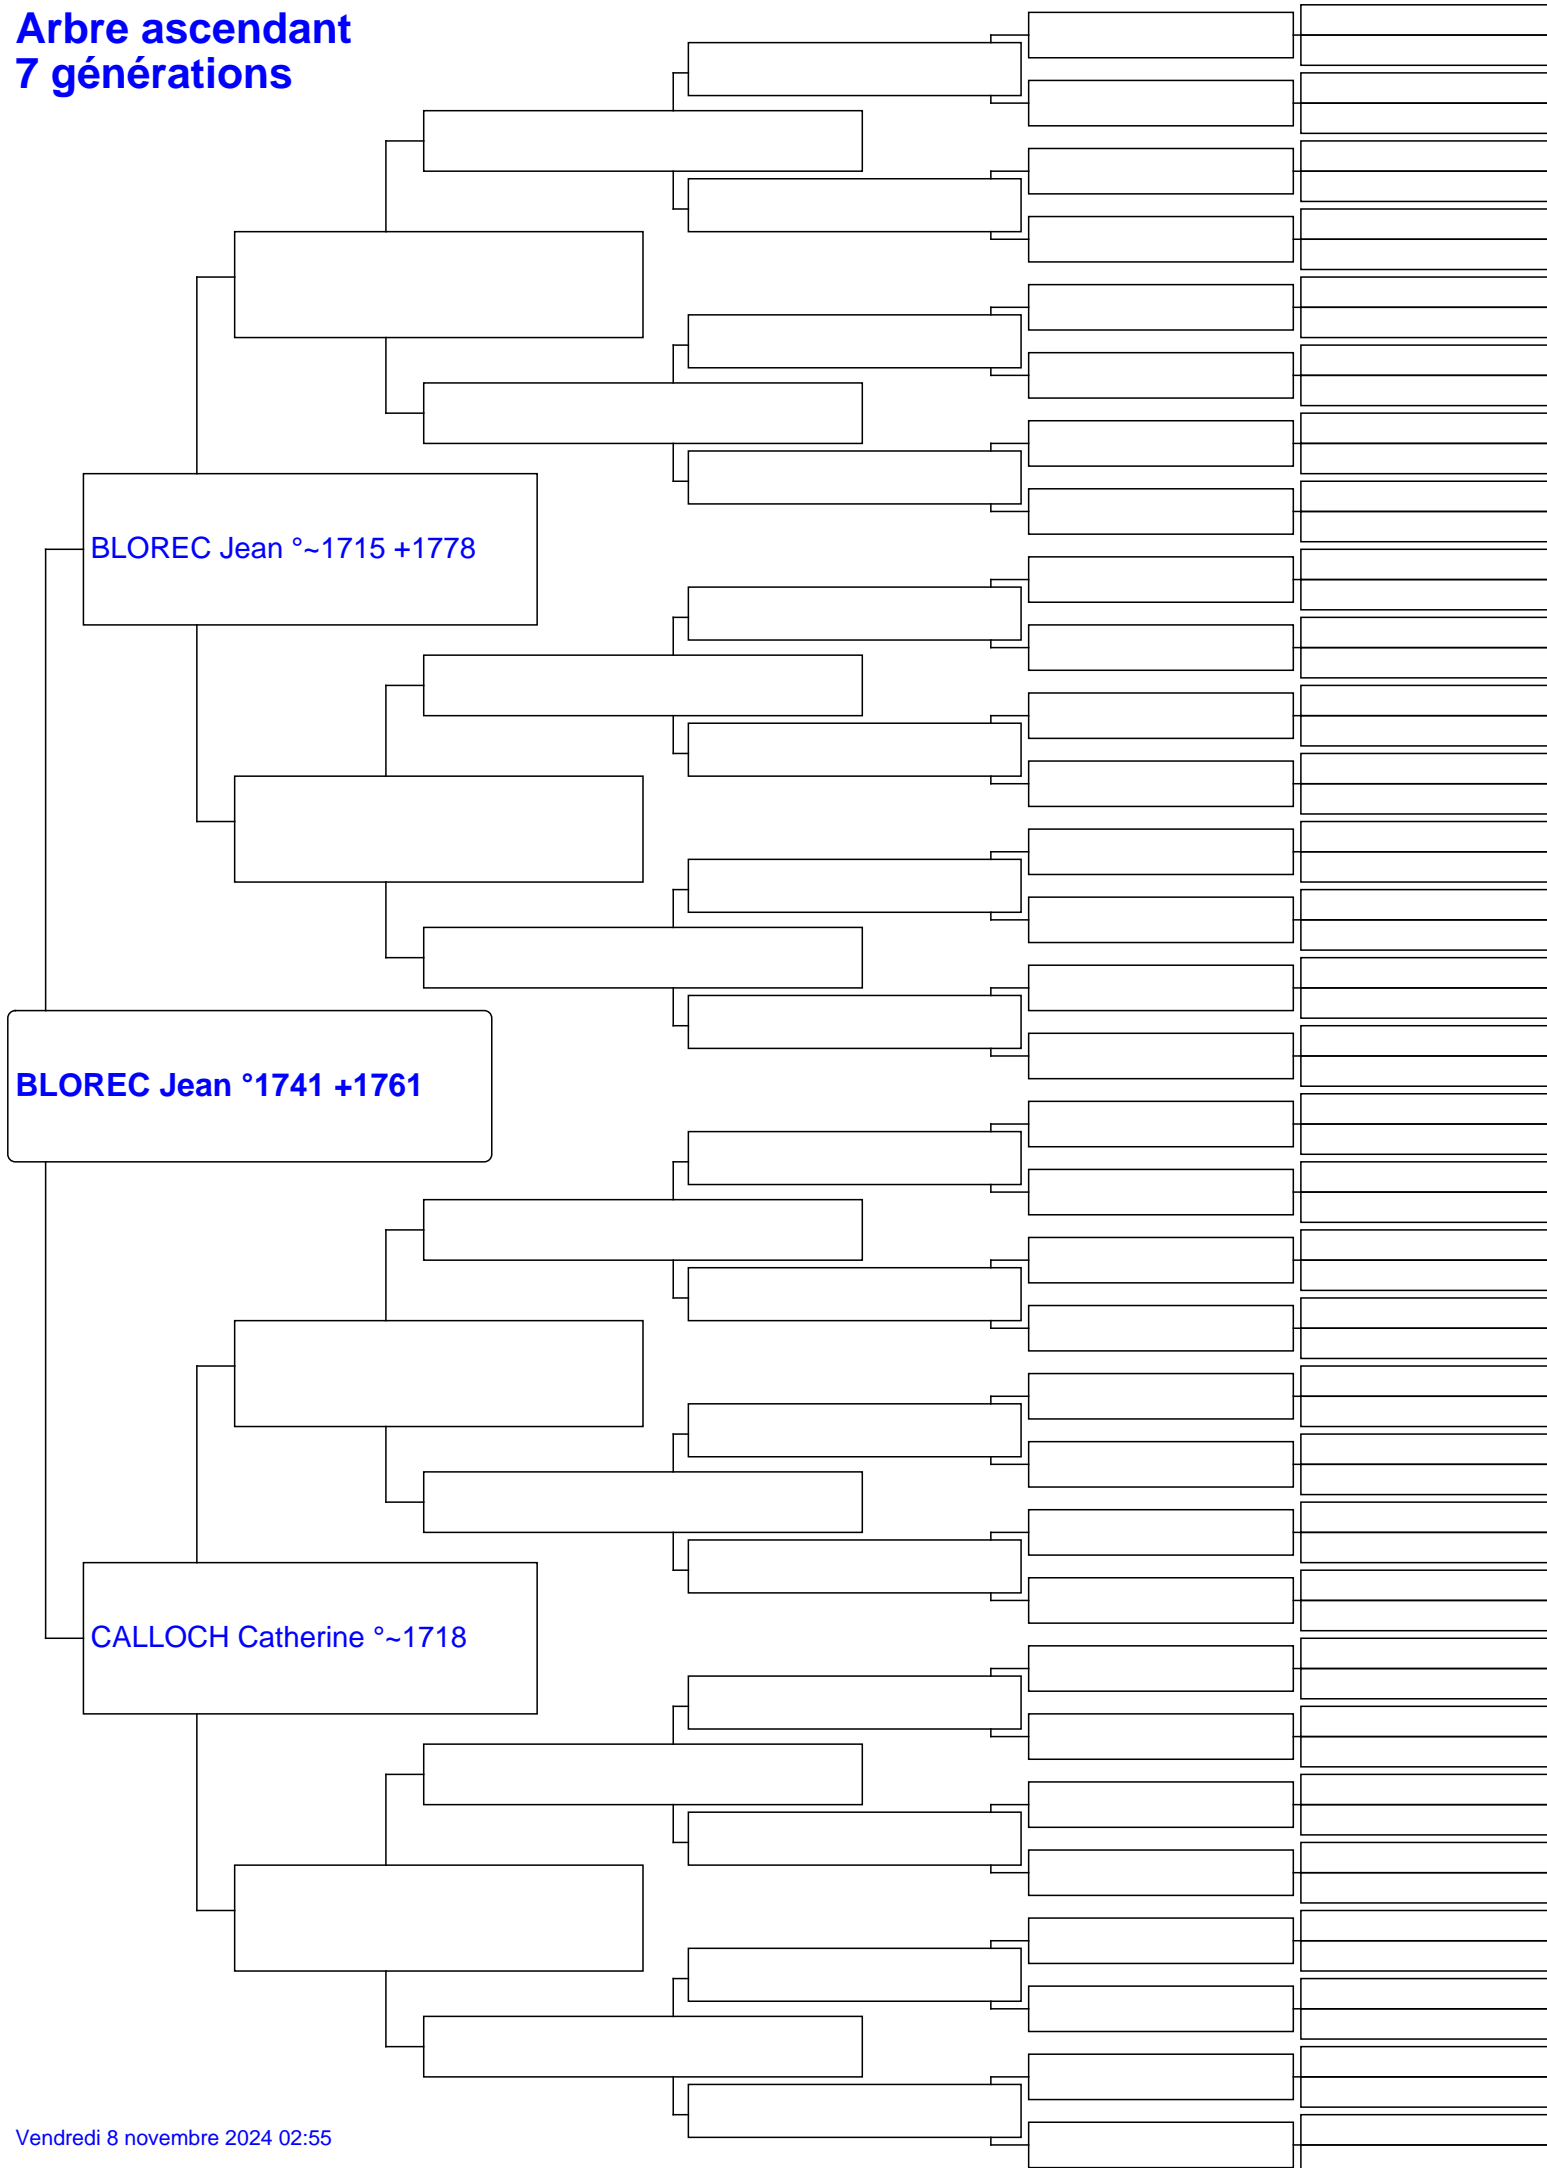 Arbre ascendant
7 générations
BLOREC Jean °~1715 +1778
BLOREC Jean °1741 +1761
CALLOCH Catherine °~1718
Vendredi 8 novembre 2024 02:55